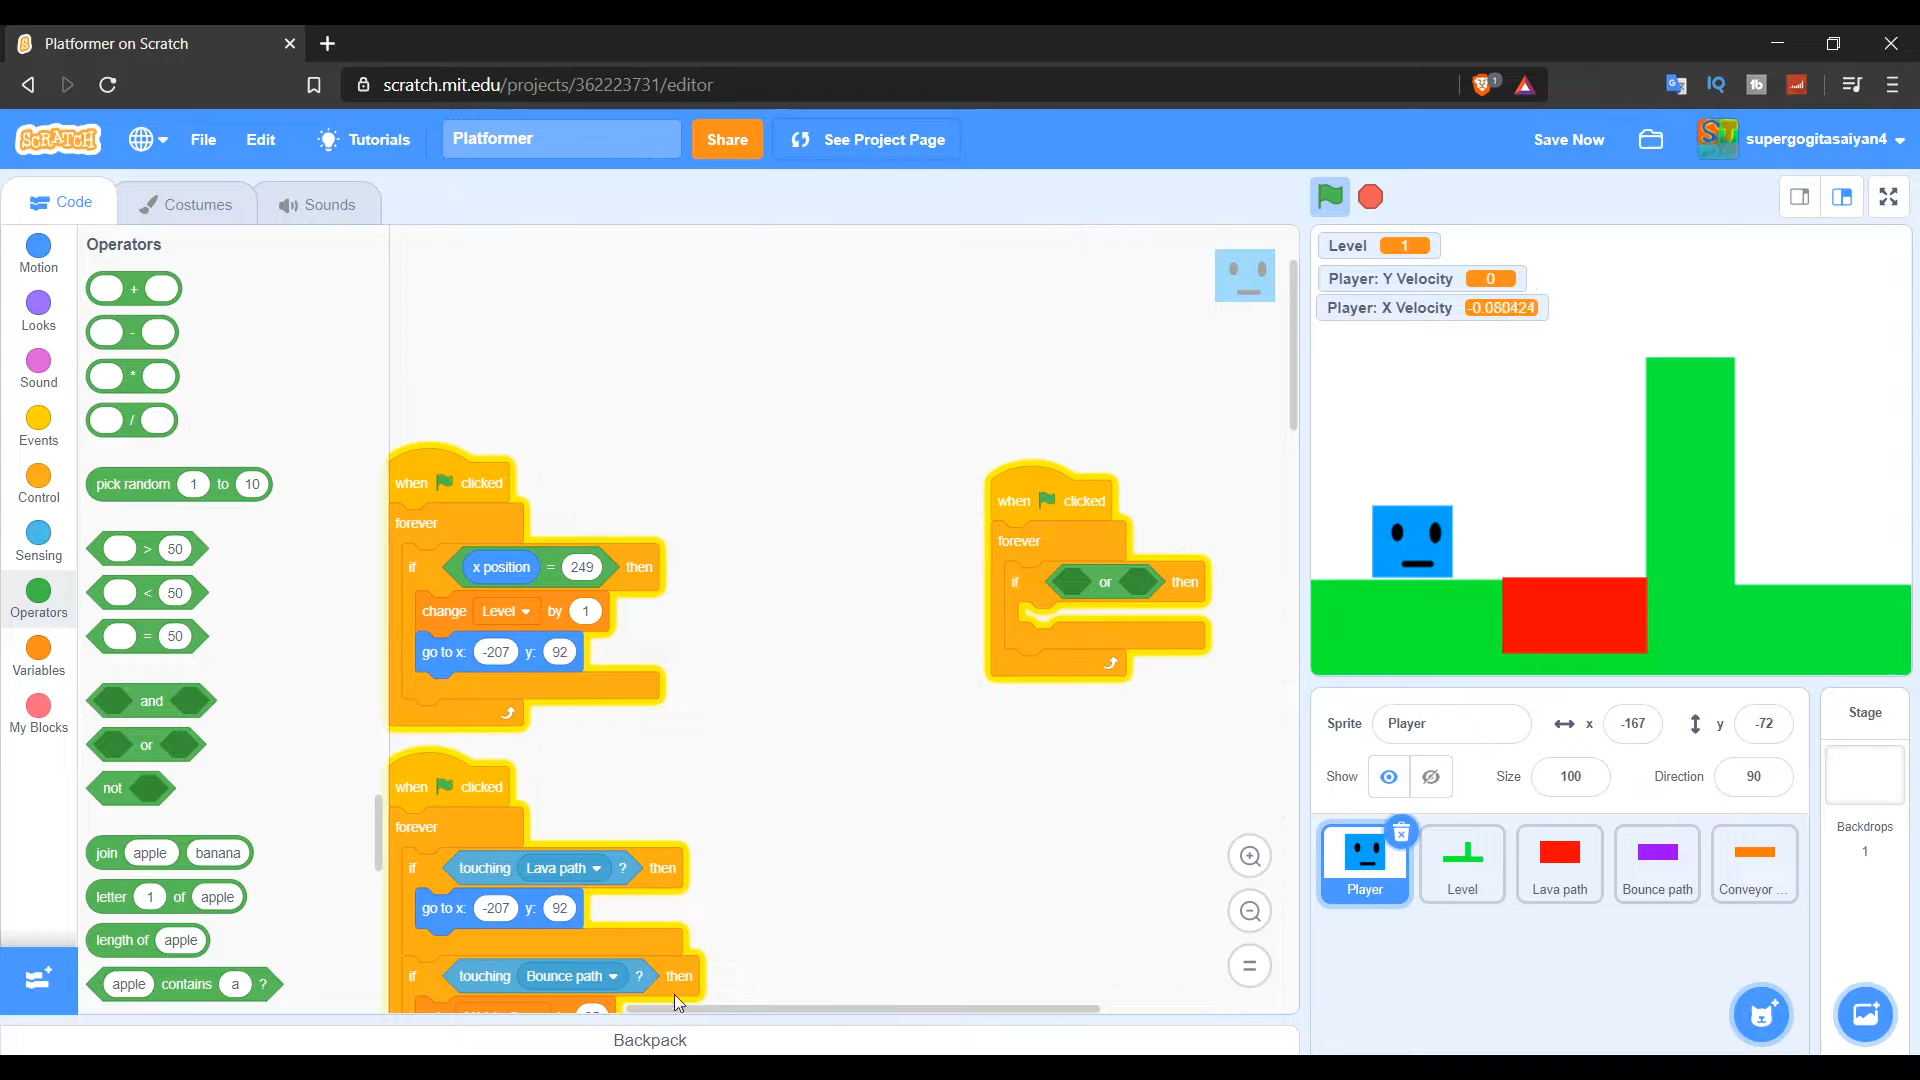 Platformer on Scratch
scratch.mit.edu/projects/362223731/editor
1
SCRATCH
File
Edit
Tutorials
Platformer
Share
See Project Page
Save Now
ST
supergogitasaiyan4
Code
Costumes
Sounds
Motion
Looks
Sound
Events
Control
Sensing
Operators
Variables
My Blocks
Operators
+
-
*
/
pick random 1 to 10
> 50
< 50
= 50
and
or
not
join apple banana
letter 1 of apple
length of apple
apple contains a ?
when clicked
forever
if x position = 249 then
change Level by 1
go to x: -207 y: 92
when clicked
forever
if touching Lava path ? then
go to x: -207 y: 92
if touching Bounce path ? then
when clicked
forever
if or then
Level 1
Player: Y Velocity 0
Player: X Velocity -0.080424
Sprite Player x -167 y -72
Show Size 100 Direction 90
Player
Level
Lava path
Bounce path
Conveyor ...
Stage
Backdrops
1
Backpack